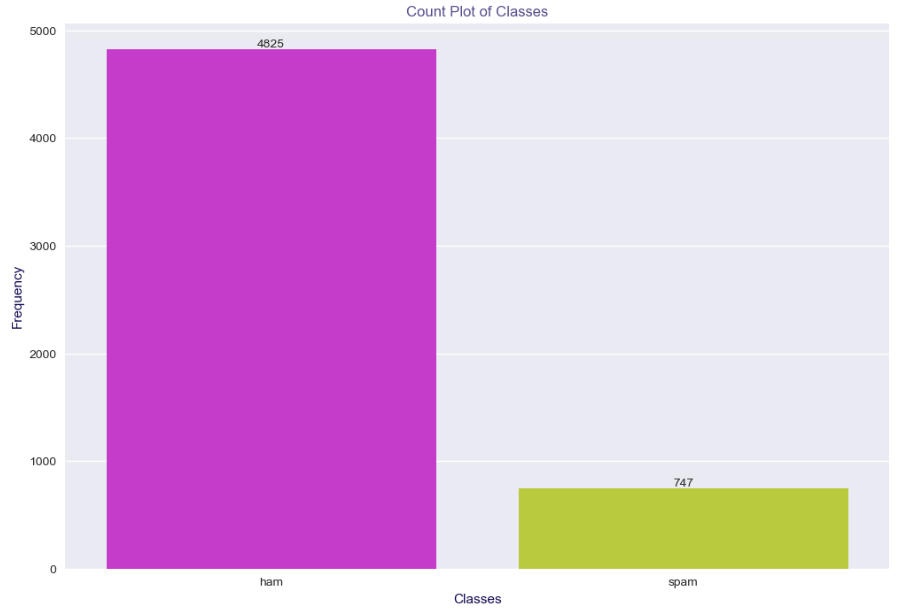 Count Plot of Classes
5000
4825
4000
3000
Frequency
2000
1000
747
0
ham
spam
Classes